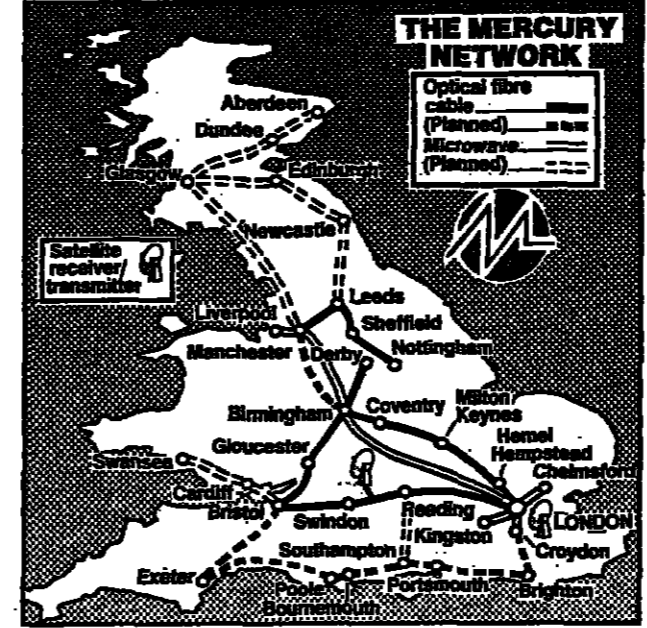 THE MERCURY
NETWORK
Optical fibre
cable
(Planned)
Microwave
(Planned)
Aberdeen
Dundee
Glasgow
Edinburgh
Newcastle
Satellite
receiver/
transmitter
Leeds
Liverpool
Sheffield
Manchester
Derby
Nottingham
Birmingham
Coventry
Milton
Keynes
Gloucester
Hemel
Hempstead
Swansea
Chelmsford
Cardiff
Bristol
Swindon
Reading
Kingston
LONDON
Southampton
Croydon
Exeter
Poole
Portsmouth
Brighton
Bournemouth